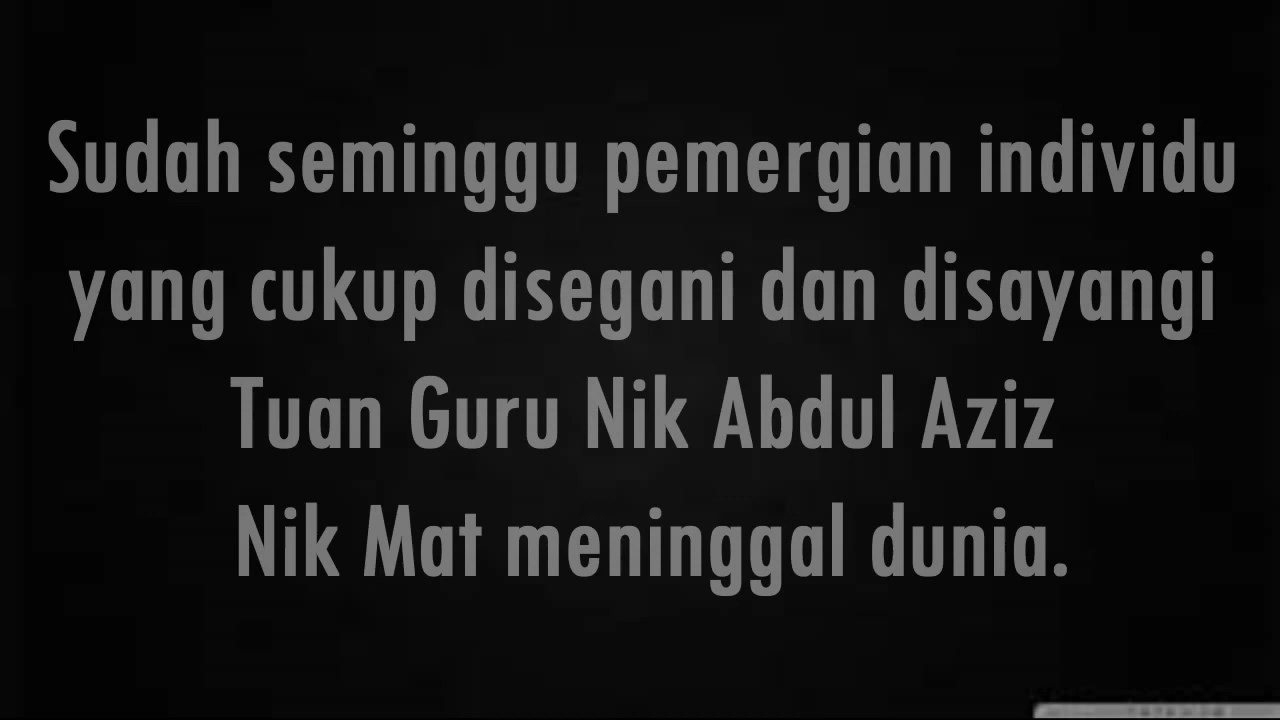 Sudah seminggu pemergian individu
yang cukup disegani dan disayangi
Tuan Guru Nik Abdul Aziz
Nik Mat meninggal dunia.